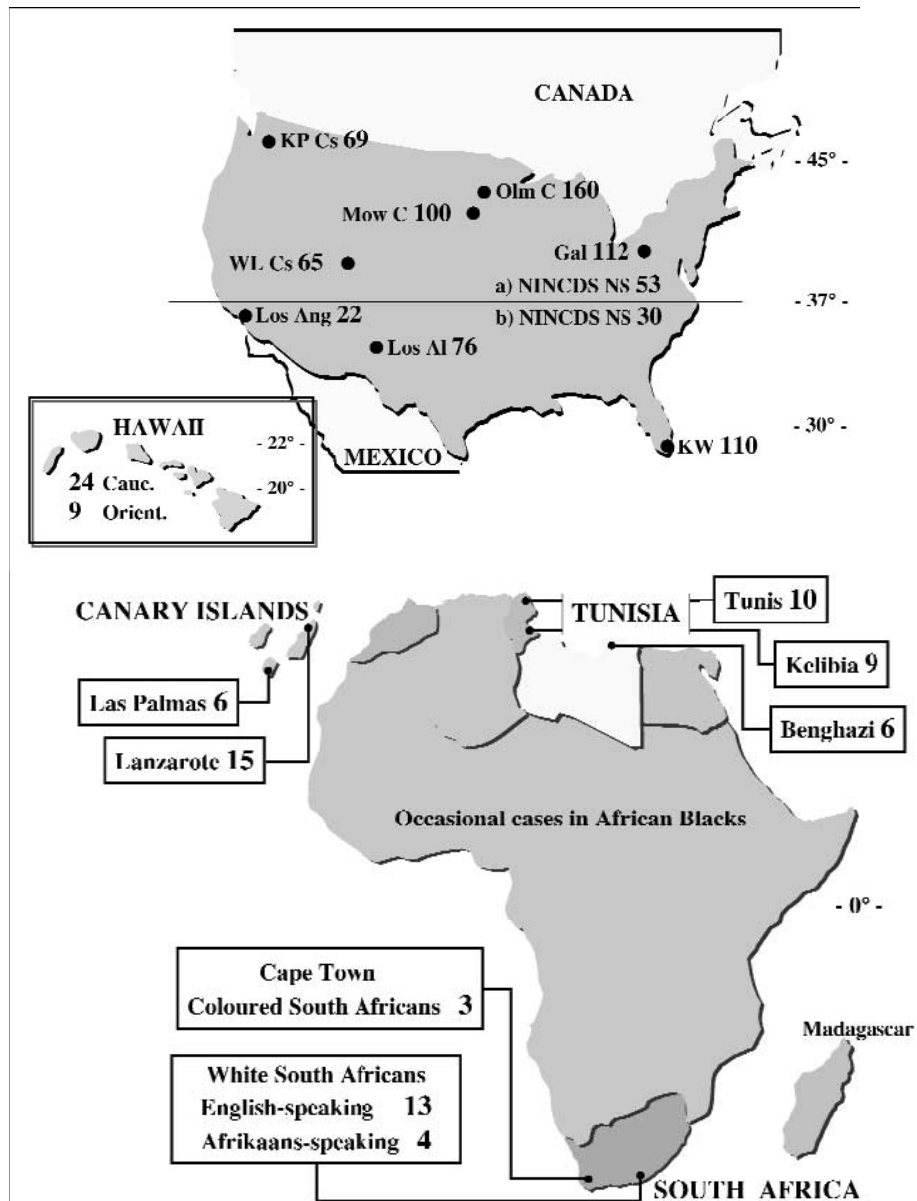 CANADA
KP Cs 69
- 45° -
Olm C 160
Mow C 100
Gal 112
WL Cs 65
a) NINCDS NS 53
- 37° -
Los Ang 22
b) NINCDS NS 30
Los Al 76
- 30° -
KW 110
MEXICO
HAWAII
- 22° -
24 Cauc.
- 20° -
9 Orient.
CANARY ISLANDS
TUNISIA
Tunis 10
Kelibia 9
Las Palmas 6
Benghazi 6
Lanzarote 15
Occasional cases in African Blacks
- 0° -
Cape Town
Coloured South Africans 3
Madagascar
White South Africans
English-speaking 13
Afrikaans-speaking 4
SOUTH AFRICA